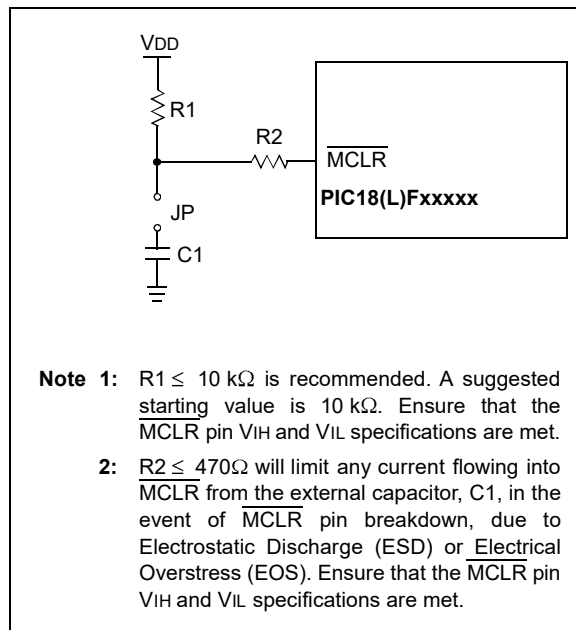 VDD
R1
R2
MCLR
PIC18(L)Fxxxxx
JP
C1
Note 1: R1 ≤ 10 kΩ is recommended. A suggested
starting value is 10 kΩ. Ensure that the
MCLR pin VIH and VIL specifications are met.
2: R2 ≤ 470Ω will limit any current flowing into
MCLR from the external capacitor, C1, in the
event of MCLR pin breakdown, due to
Electrostatic Discharge (ESD) or Electrical
Overstress (EOS). Ensure that the MCLR pin
VIH and VIL specifications are met.